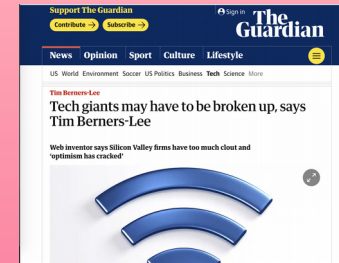 Support The Guardian
Contribute → Subscribe →
Sign in
The Guardian
News Opinion Sport Culture Lifestyle
US World Environment Soccer US Politics Business Tech Science More
Tim Berners-Lee
Tech giants may have to be broken up, says
Tim Berners-Lee
Web inventor says Silicon Valley firms have too much clout and
‘optimism has cracked’